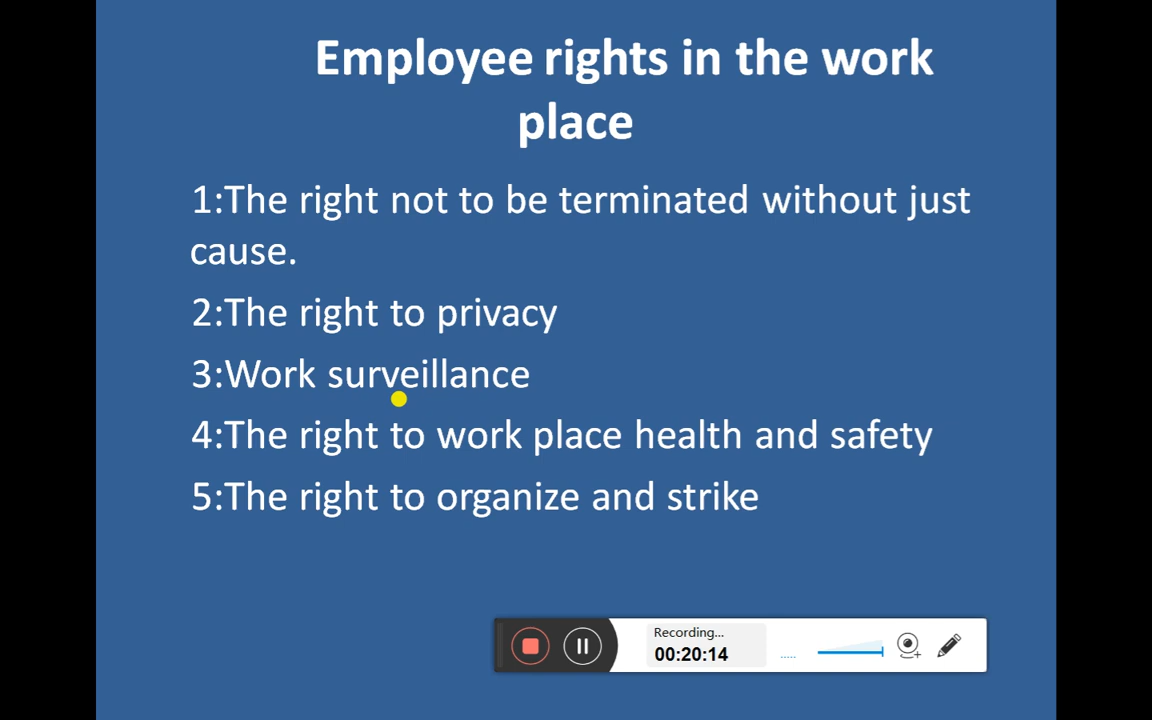 Employee rights in the work
place
1:The right not to be terminated without just
cause.
2:The right to privacy
3:Work surveillance
4:The right to work place health and safety
5:The right to organize and strike
Recording...
00:20:14